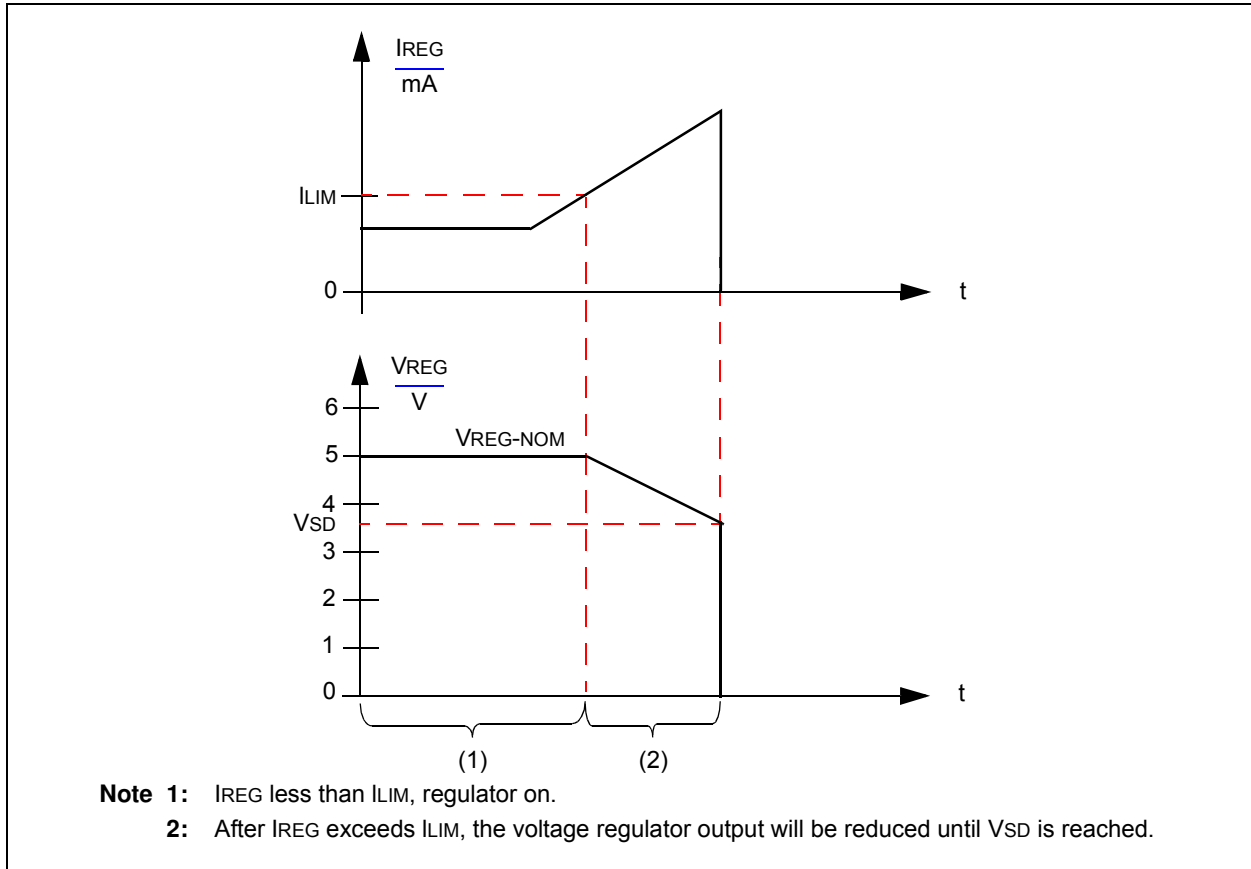 IREG
mA
ILIM
0
t
VREG
V
6
VREG-NOM
5
4
VSD
3
2
1
0
t
(1)
(2)
Note 1: IREG less than ILIM, regulator on.
2: After IREG exceeds ILIM, the voltage regulator output will be reduced until VSD is reached.